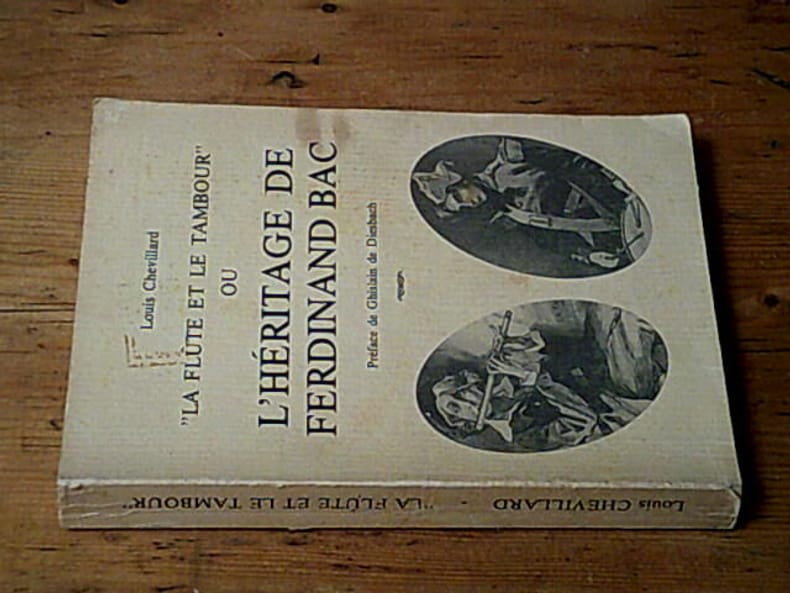 Louis Chevillard
"LA FLÛTE ET LE TAMBOUR"
OU
L'HÉRITAGE DE
FERDINAND BAC
Préface de Ghislain de Diesbach
Louis CHEVILLARD - "LA FLÛTE ET LE TAMBOUR"